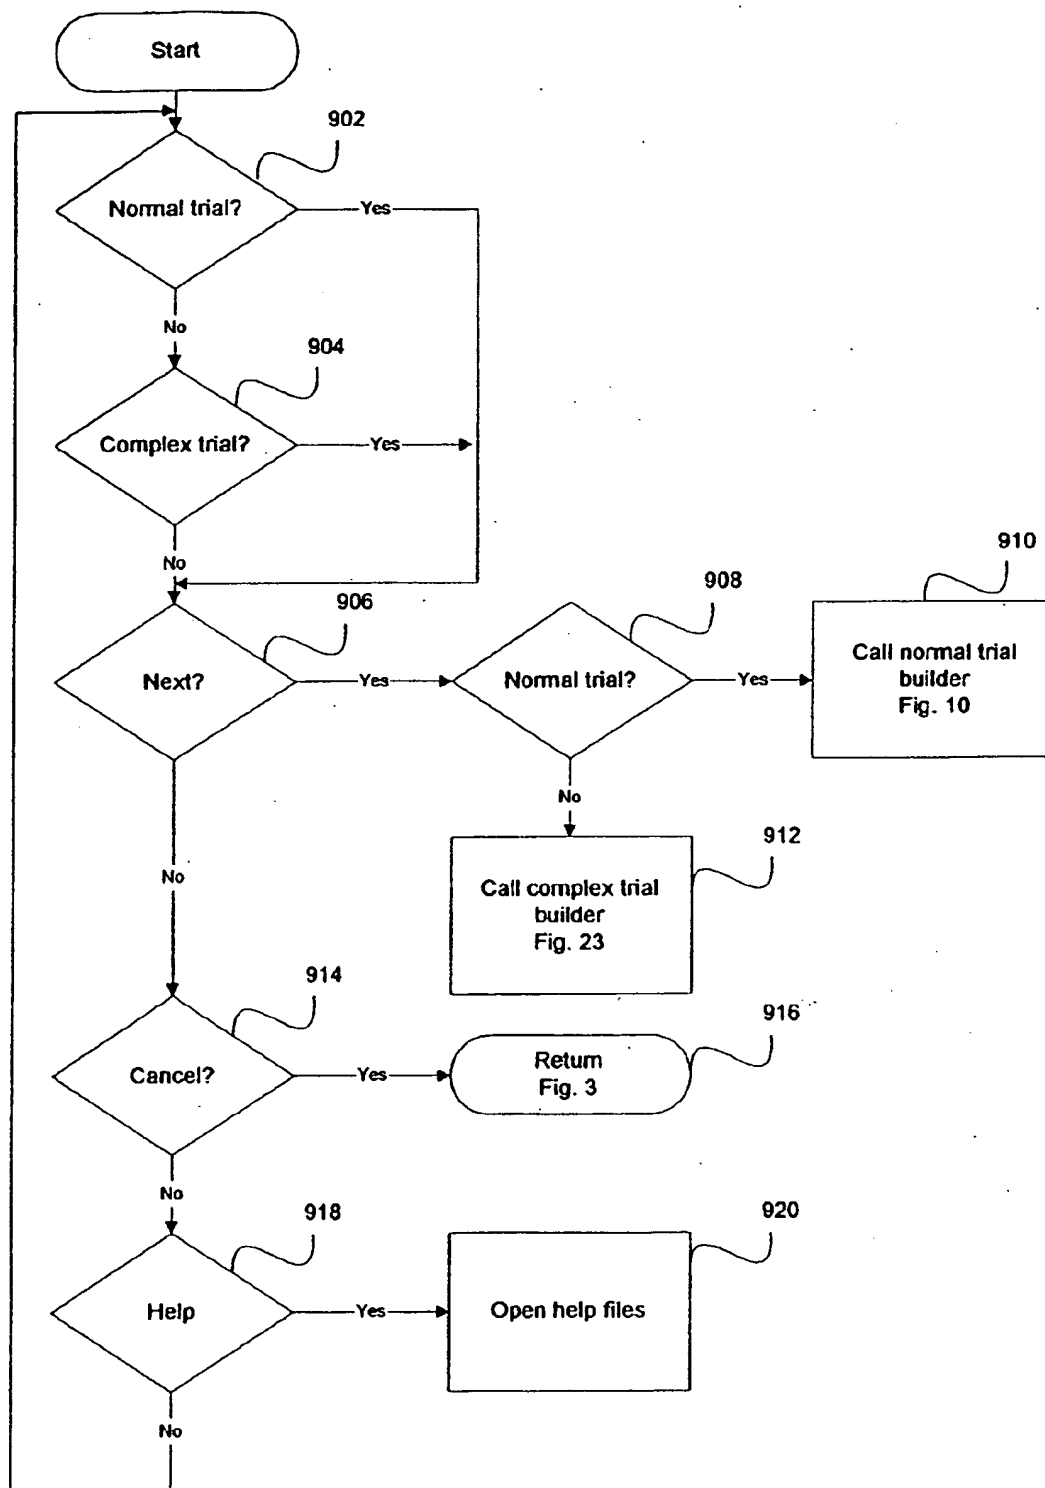 Start
902
Normal trial?
Yes
No
904
Complex trial?
Yes
No
906
Next?
Yes
908
Normal trial?
Yes
910
Call normal trial
builder
Fig. 10
No
912
Call complex trial
builder
Fig. 23
No
914
Cancel?
Yes
916
Return
Fig. 3
No
918
Help
Yes
920
Open help files
No